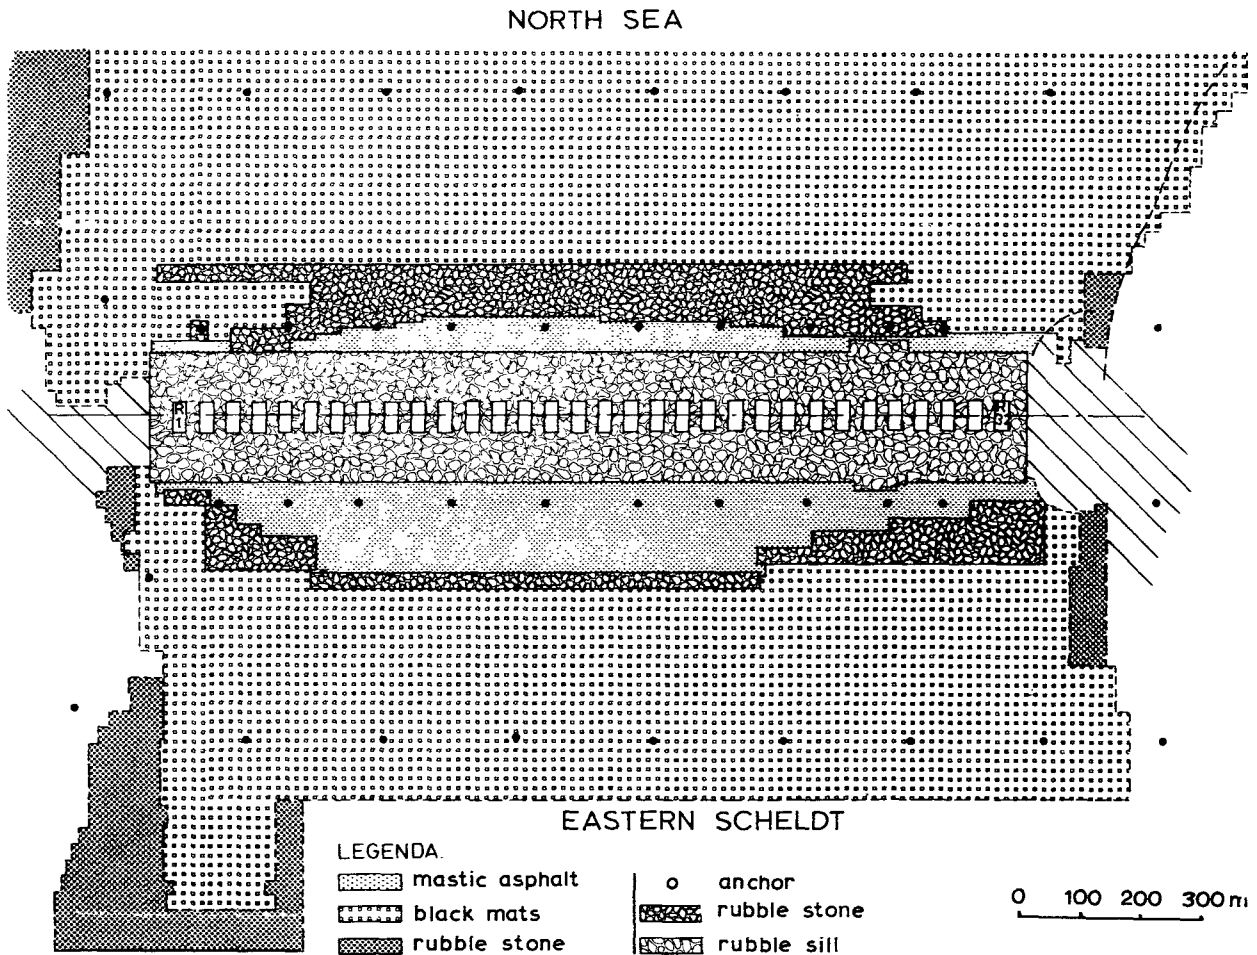 NORTH SEA
R
1
R
EASTERN SCHELDT
LEGENDA.
mastic asphalt
black mats
rubble stone
anchor
rubble stone
rubble sill
0 100 200 300 m